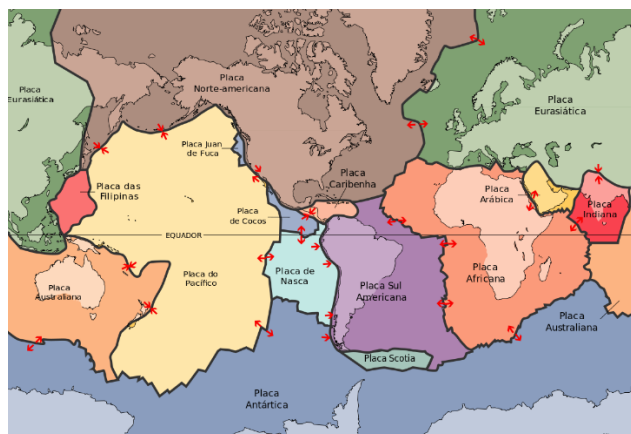 Placa
Norte-americana
Placa
Eurasiática
Placa
Eurasiática
Placa Juan
de Fuca
Placa
Caribenha
Placa das
Filipinas
Placa
Arábica
Placa
Indiana
Placa
de Cocos
EQUADOR
Placa do
Pacífico
Placa de
Nasca
Placa Sul
Americana
Placa
Africana
Placa
Australiana
Placa
Australiana
Placa Scotia
Placa
Antártica